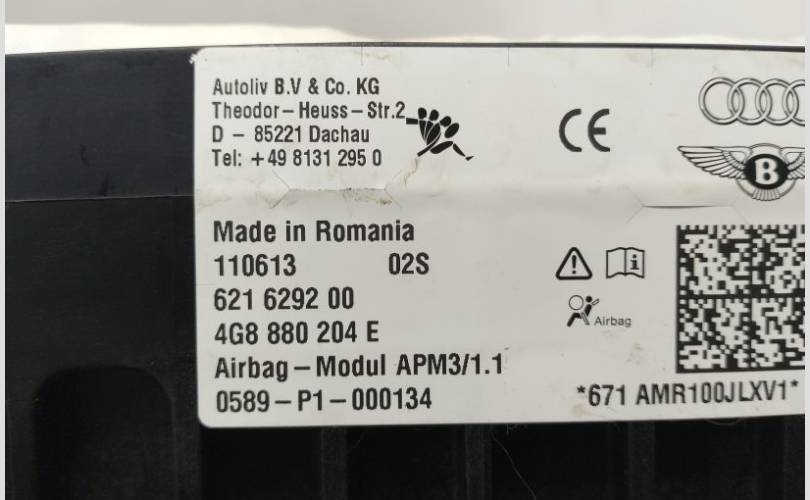 Autoliv B.V & Co. KG
Theodor-Heuss-Str.2
D - 85221 Dachau
Tel: +49 8131 295 0
CE
B
Made in Romania
110613 02S
621 6292 00
4G8 880 204 E
Airbag-Modul APM3/1.1
0589-P1-000134
Airbag
*671 AMR100JLXV1*